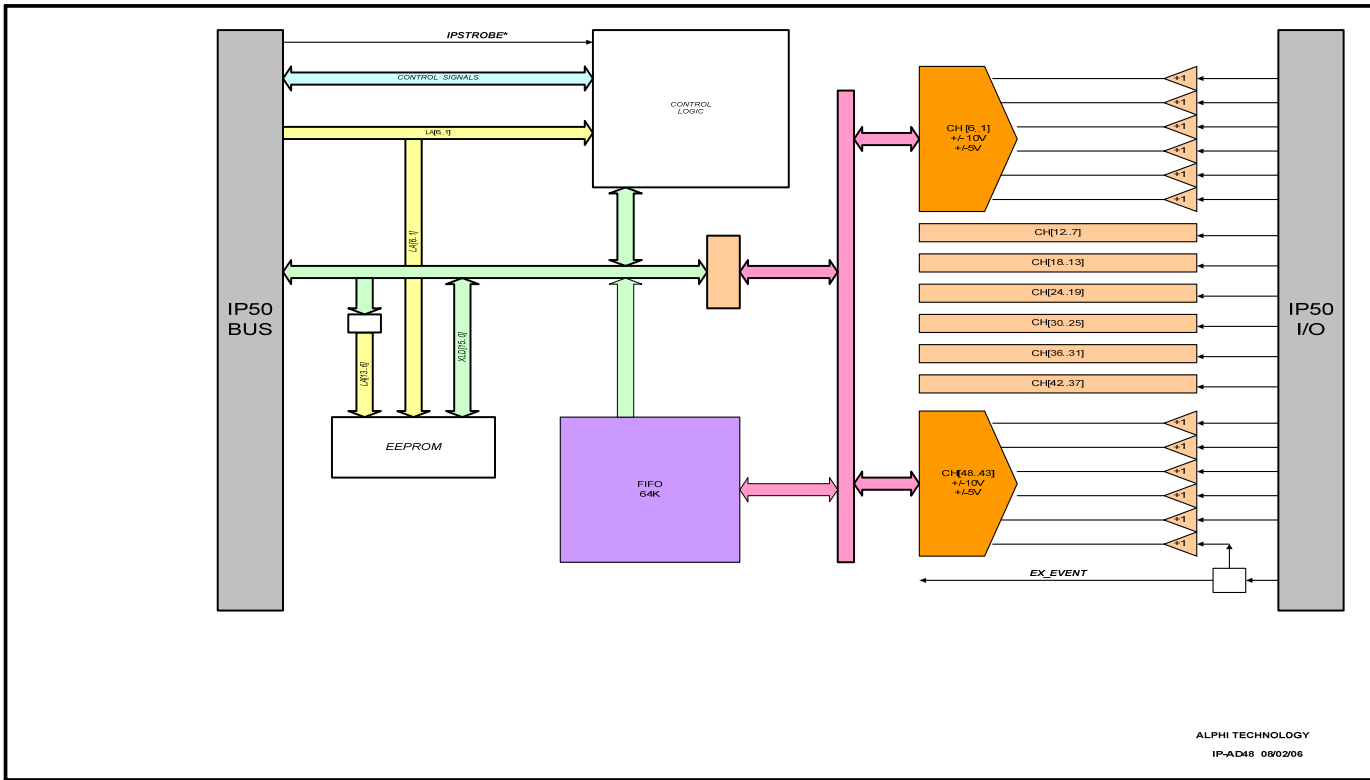 IPSTROBE*
CONTROL SIGNALS
LA[6..1]
CONTROL
LOGIC
LA[6..1]
IP50
BUS
LA[13..6]
XLD[15..0]
EEPROM
FIFO
64K
CH [6..1]
+/- 10V
+/-5V
+1
+1
+1
+1
+1
+1
CH[12..7]
CH[18..13]
CH[24..19]
CH[30..25]
CH[36..31]
CH[42..37]
CH[48..43]
+/-10V
+/-5V
+1
+1
+1
+1
+1
+1
EX_EVENT
IP50
I/O
ALPHI TECHNOLOGY
IP-AD48 08/02/06